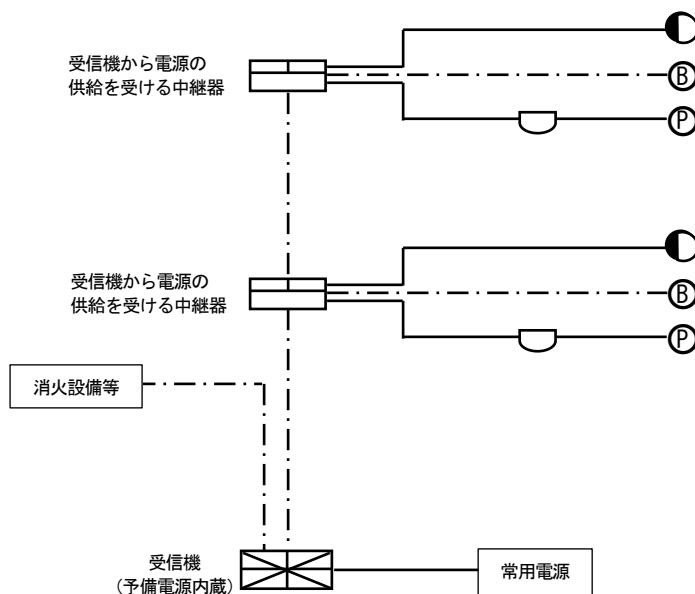 受信機から電源の
供給を受ける中継器
B
P
受信機から電源の
供給を受ける中継器
B
P
消火設備等
受信機
（予備電源内蔵）
常用電源